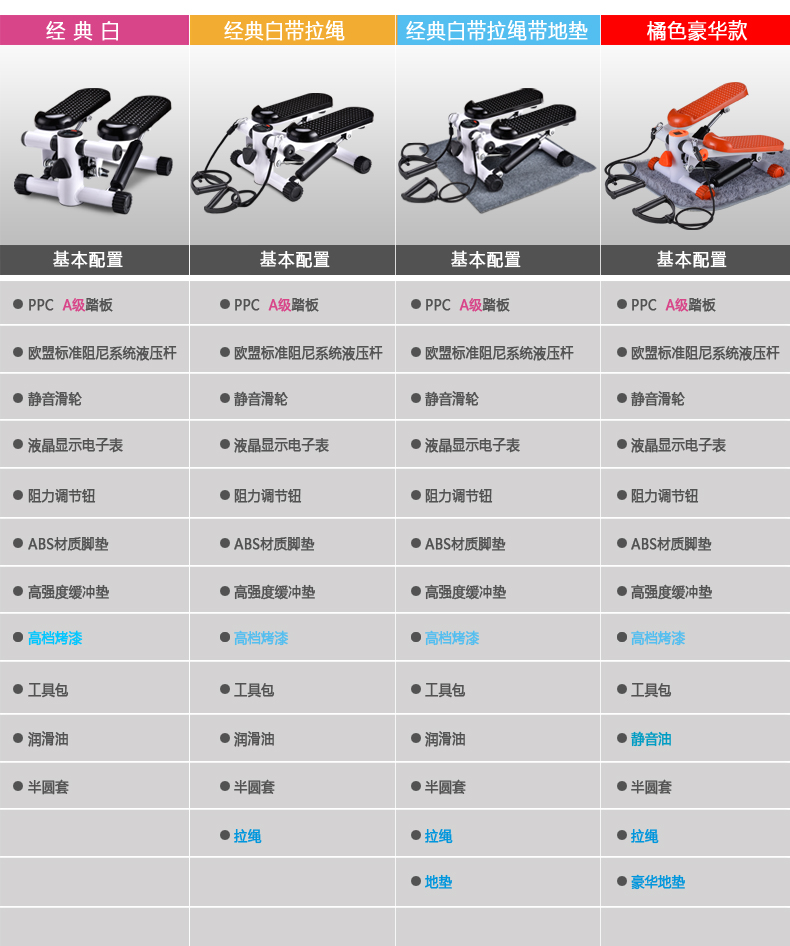 经典白 经典白带拉绳 经典白带拉绳带地垫 橘色豪华款
基本配置 基本配置 基本配置 基本配置
PPC A级踏板 PPC A级踏板 PPC A级踏板 PPC A级踏板
欧盟标准阻尼系统液压杆 欧盟标准阻尼系统液压杆 欧盟标准阻尼系统液压杆 欧盟标准阻尼系统液压杆
静音滑轮 静音滑轮 静音滑轮 静音滑轮
液晶显示电子表 液晶显示电子表 液晶显示电子表 液晶显示电子表
阻力调节钮 阻力调节钮 阻力调节钮 阻力调节钮
ABS材质脚垫 ABS材质脚垫 ABS材质脚垫 ABS材质脚垫
高强度缓冲垫 高强度缓冲垫 高强度缓冲垫 高强度缓冲垫
高档烤漆 高档烤漆 高档烤漆 高档烤漆
工具包 工具包 工具包 工具包
润滑油 润滑油 润滑油 静音油
半圆套 半圆套 半圆套 半圆套
拉绳 拉绳 拉绳
地垫 豪华地垫